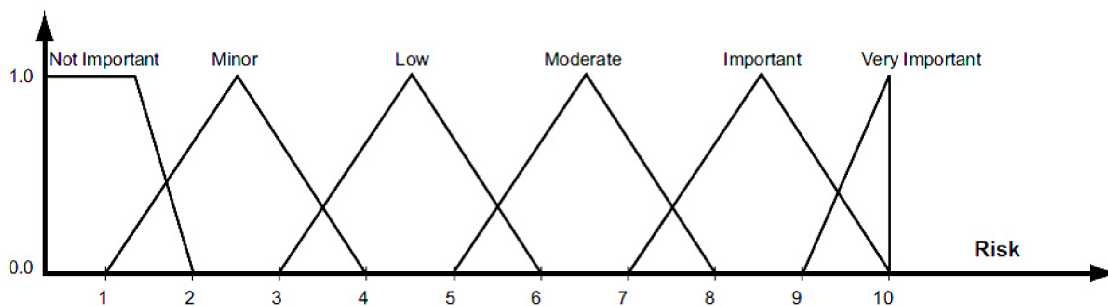 Not Important Minor Low Moderate Important Very Important
1.0
0.0
Risk
1 2 3 4 5 6 7 8 9 10